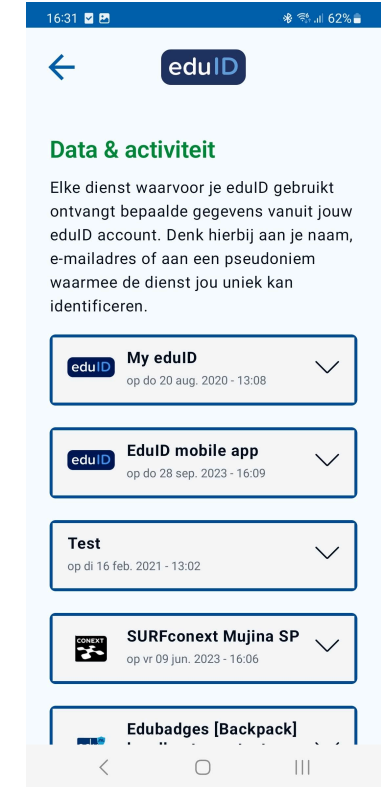 16:31 62%
eduID
Data & activiteit
Elke dienst waarvoor je eduID gebruikt
ontvangt bepaalde gegevens vanuit jouw
eduID account. Denk hierbij aan je naam,
e-mailadres of aan een pseudoniem
waarmee de dienst jou uniek kan
identificeren.
eduID
My eduID
op do 20 aug. 2020 - 13:08
eduID
EduID mobile app
op do 28 sep. 2023 - 16:09
Test
op di 16 feb. 2021 - 13:02
CONEXT
SURFconext Mujina SP
op vr 09 jun. 2023 - 16:06
Edubadges [Backpack]